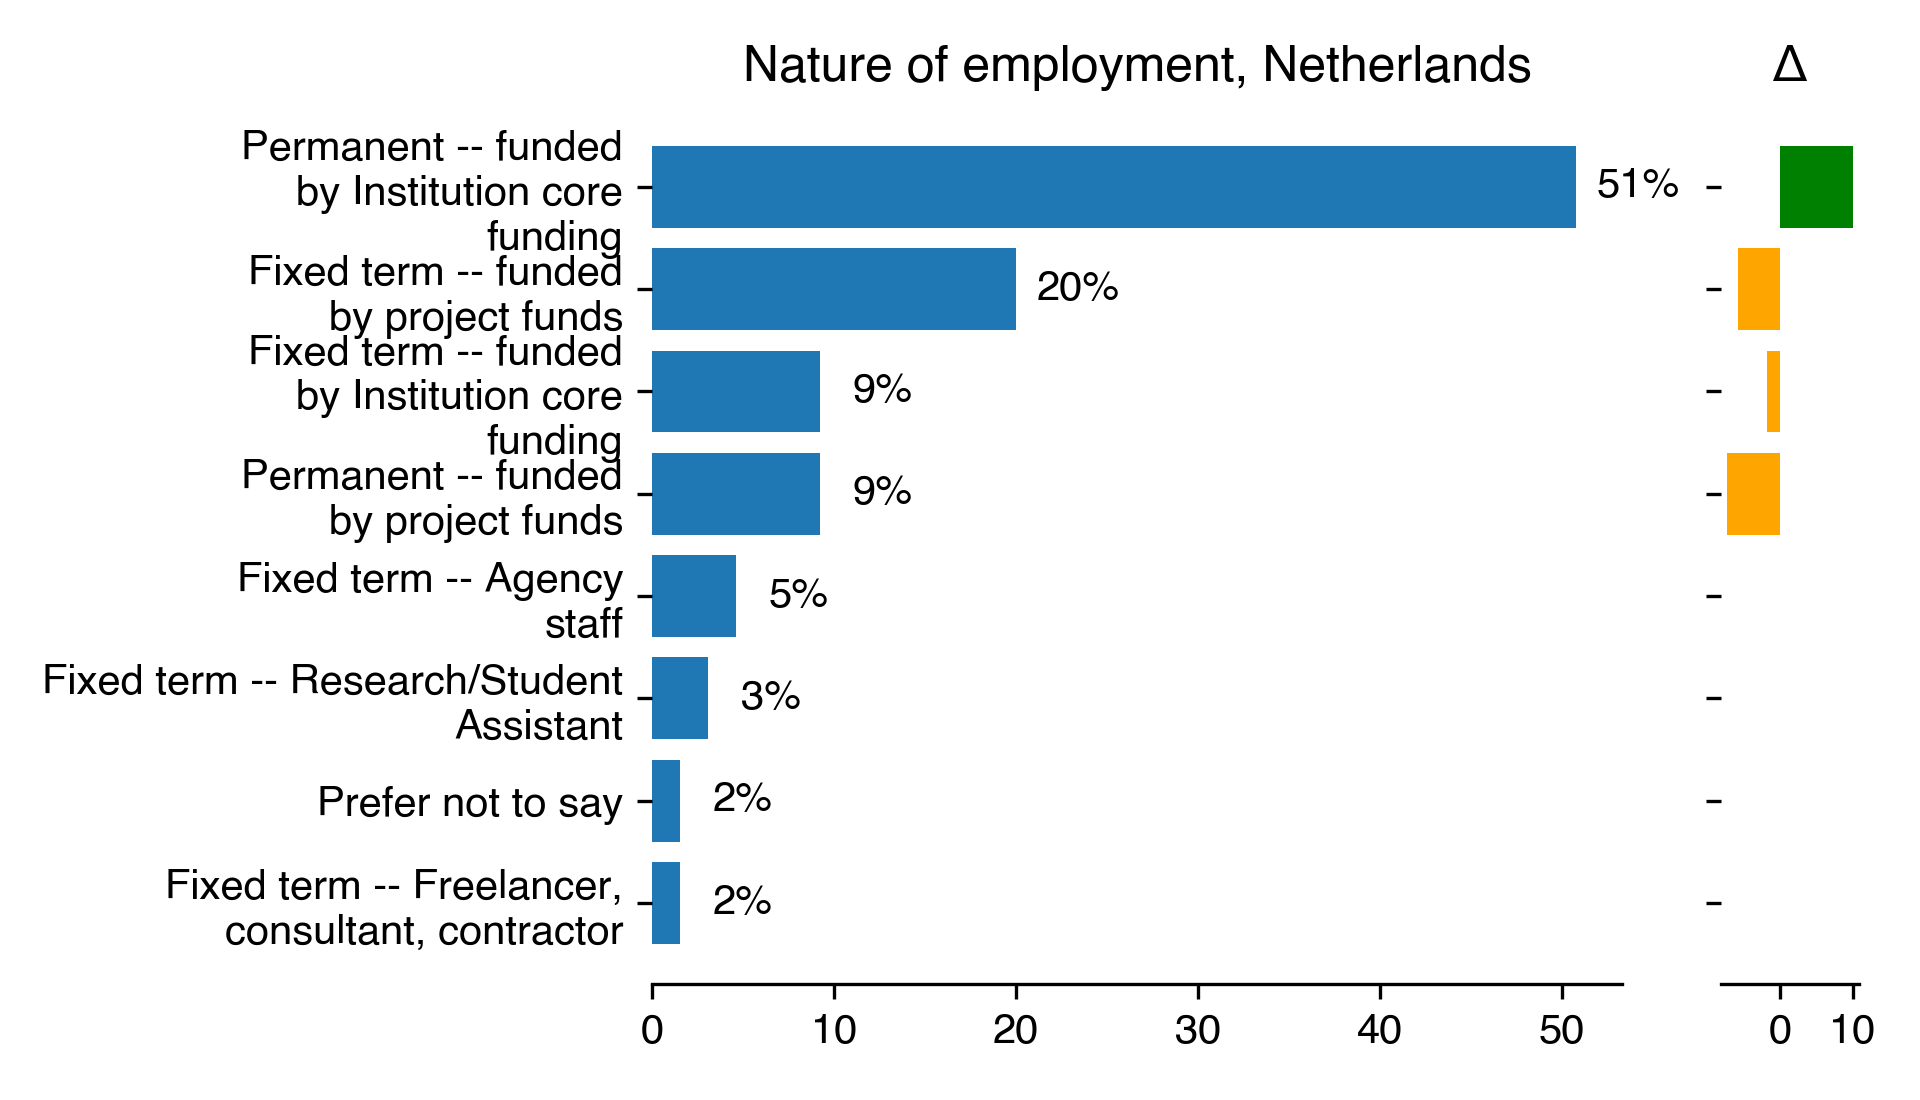 Nature of employment, Netherlands
Δ
Permanent -- funded
by Institution core
funding
51%
Fixed term -- funded
by project funds
20%
Fixed term -- funded
by Institution core
funding
9%
Permanent -- funded
by project funds
9%
Fixed term -- Agency
staff
5%
Fixed term -- Research/Student
Assistant
3%
Prefer not to say
2%
Fixed term -- Freelancer,
consultant, contractor
2%
0 10 20 30 40 50
0 10